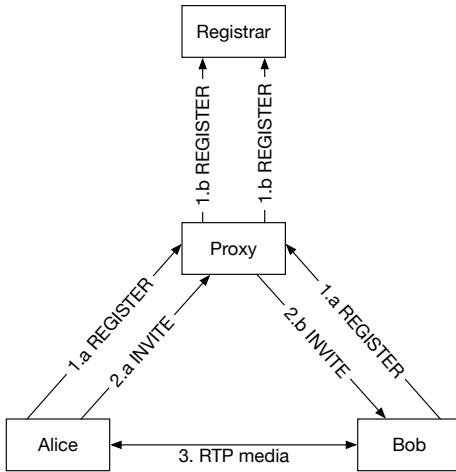 Registrar
1.b REGISTER
1.b REGISTER
Proxy
1.a REGISTER
2.a INVITE
2.b INVITE
1.a REGISTER
Alice
3. RTP media
Bob